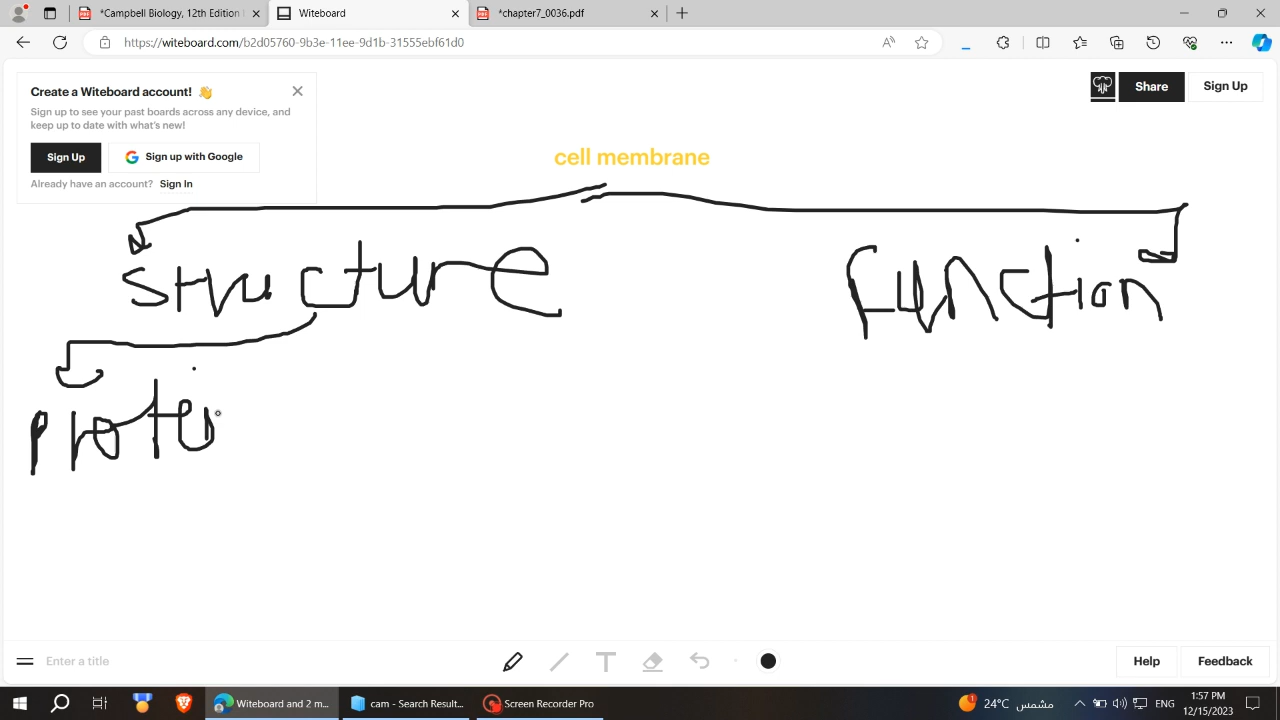 *Campbell Biology, 12th Edition
Witeboard
*chapter7_0036.pdf
https://witeboard.com/b2d05760-9b3e-11ee-9d1b-31555ebf61d0
Create a Witeboard account! 👋
Sign up to see your past boards across any device, and
keep up to date with what's new!
Sign Up
Sign up with Google
Already have an account? Sign In
Share
Sign Up
cell membrane
structure
function
protei
Enter a title
Help
Feedback
Witeboard and 2 m...
cam - Search Result...
Screen Recorder Pro
24°C مشمس
ENG
1:57 PM
12/15/2023